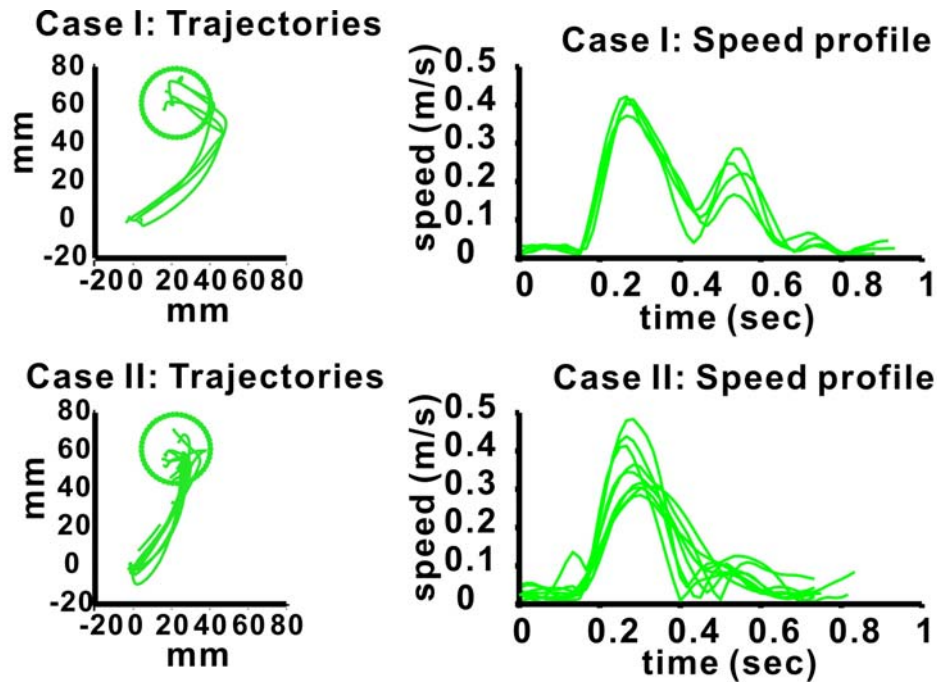 Case I: Trajectories
80
60
40
20
0
-20
mm
-20 0 20 40 60 80
mm
Case I: Speed profile
0.5
0.4
0.3
0.2
0.1
0
speed (m/s)
0 0.2 0.4 0.6 0.8 1
time (sec)
Case II: Trajectories
80
60
40
20
0
-20
mm
-20 0 20 40 60 80
mm
Case II: Speed profile
0.5
0.4
0.3
0.2
0.1
0
speed (m/s)
0 0.2 0.4 0.6 0.8 1
time (sec)